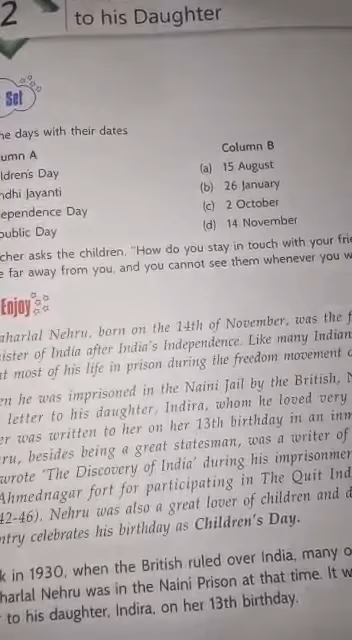 2
to his Daughter
Set
he days with their dates
umn A
Column B
ldren's Day
(a) 15 August
ndhi Jayanti
(b) 26 January
ependence Day
(c) 2 October
public Day
(d) 14 November
cher asks the children. "How do you stay in touch with your frie
e far away from you, and you cannot see them whenever you w
Enjoy
aharlal Nehru, born on the 14th of November, was the f
ister of India after India's Independence. Like many Indian
nt most of his life in prison during the freedom movement
en he was imprisoned in the Naini Jail by the British, N
letter to his daughter, Indira, whom he loved very
er was written to her on her 13th birthday in an inn
ru, besides being a great statesman, was a writer of
wrote 'The Discovery of India' during his imprisonmen
Ahmednagar fort for participating in The Quit Ind
42-46). Nehru was also a great lover of children and d
ntry celebrates his birthday as Children's Day.
k in 1930, when the British ruled over India, many o
harlal Nehru was in the Naini Prison at that time. It w
to his daughter, Indira, on her 13th birthday.